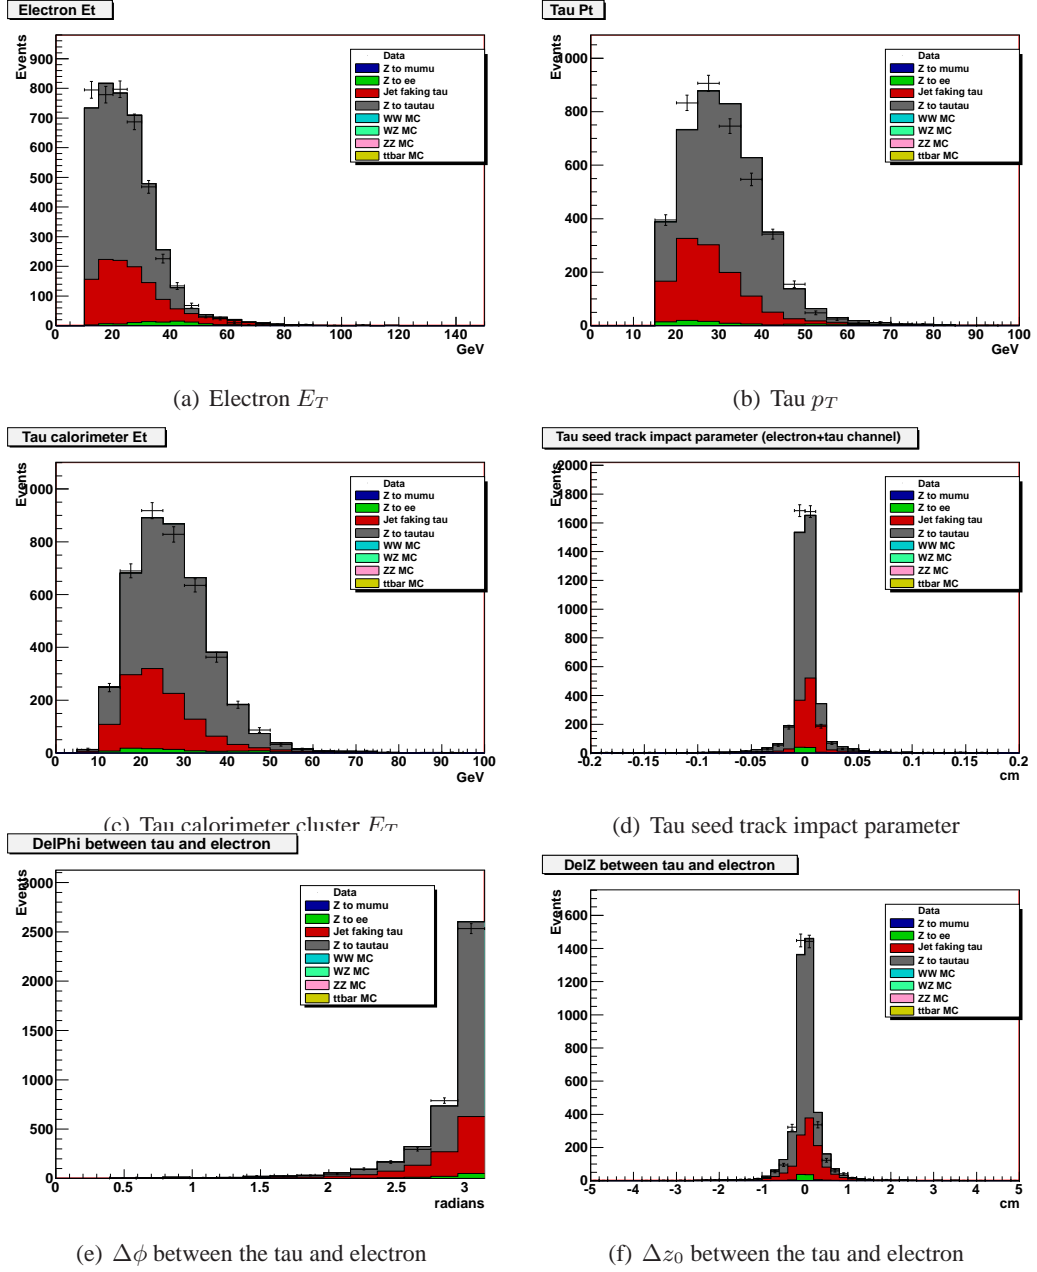 Electron Et
Events
900
800
700
600
500
400
300
200
100
0
0 20 40 60 80 100 120 140
GeV
Data
Z to mumu
Z to ee
Jet faking tau
Z to tautau
WW MC
WZ MC
ZZ MC
ttbar MC
(a) Electron E_T
Tau Pt
Events
1000
800
600
400
200
0
0 10 20 30 40 50 60 70 80 90 100
GeV
Data
Z to mumu
Z to ee
Jet faking tau
Z to tautau
WW MC
WZ MC
ZZ MC
ttbar MC
(b) Tau p_T
Tau calorimeter Et
Events
1000
800
600
400
200
0
0 10 20 30 40 50 60 70 80 90 100
GeV
Data
Z to mumu
Z to ee
Jet faking tau
Z to tautau
WW MC
WZ MC
ZZ MC
ttbar MC
(c) Tau calorimeter cluster E_T
Tau seed track impact parameter (electron+tau channel)
Events
2000
1800
1600
1400
1200
1000
800
600
400
200
0
-0.2 -0.15 -0.1 -0.05 0 0.05 0.1 0.15 0.2
cm
Data
Z to mumu
Z to ee
Jet faking tau
Z to tautau
WW MC
WZ MC
ZZ MC
ttbar MC
(d) Tau seed track impact parameter
DelPhi between tau and electron
Events
3000
2500
2000
1500
1000
500
0
0 0.5 1 1.5 2 2.5 3
radians
Data
Z to mumu
Z to ee
Jet faking tau
Z to tautau
WW MC
WZ MC
ZZ MC
ttbar MC
(e) Δϕ between the tau and electron
DelZ between tau and electron
Events
1600
1400
1200
1000
800
600
400
200
0
-5 -4 -3 -2 -1 0 1 2 3 4 5
cm
Data
Z to mumu
Z to ee
Jet faking tau
Z to tautau
WW MC
WZ MC
ZZ MC
ttbar MC
(f) Δz₀ between the tau and electron